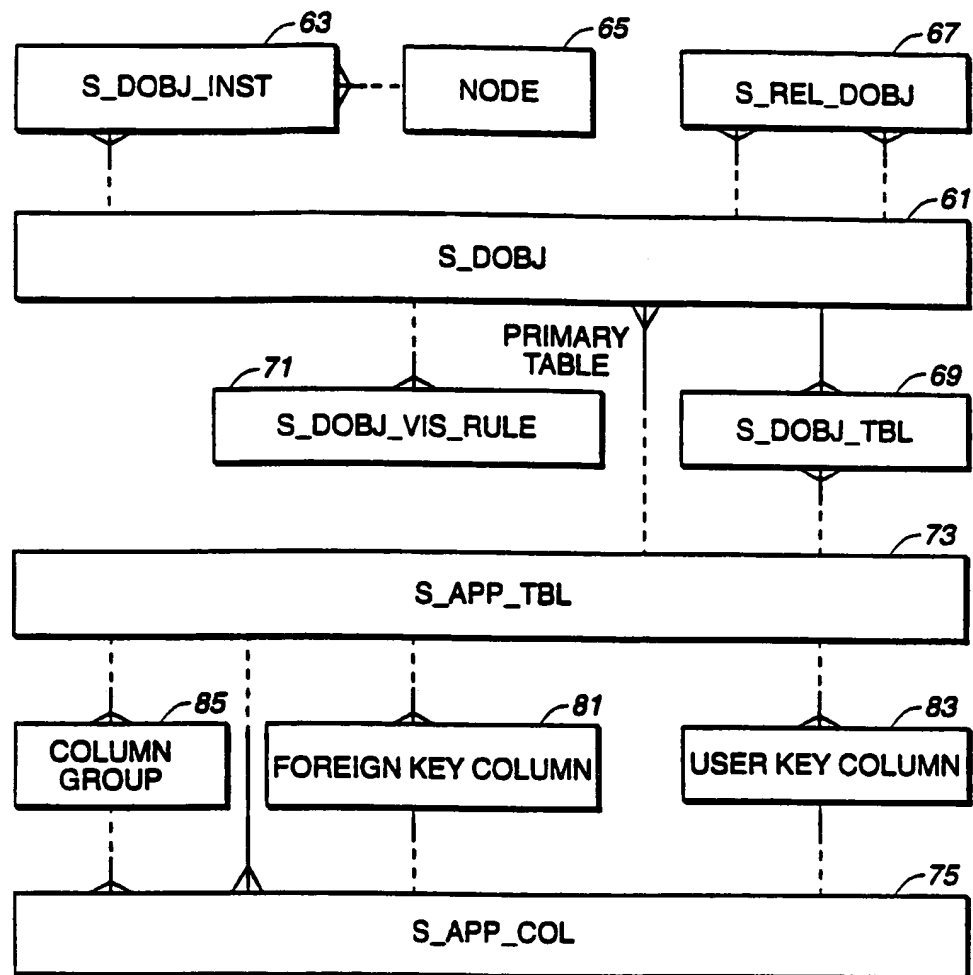 63
S_DOBJ_INST
65
NODE
67
S_REL_DOBJ
61
S_DOBJ
PRIMARY
TABLE
71
S_DOBJ_VIS_RULE
69
S_DOBJ_TBL
73
S_APP_TBL
85
COLUMN
GROUP
81
FOREIGN KEY COLUMN
83
USER KEY COLUMN
75
S_APP_COL